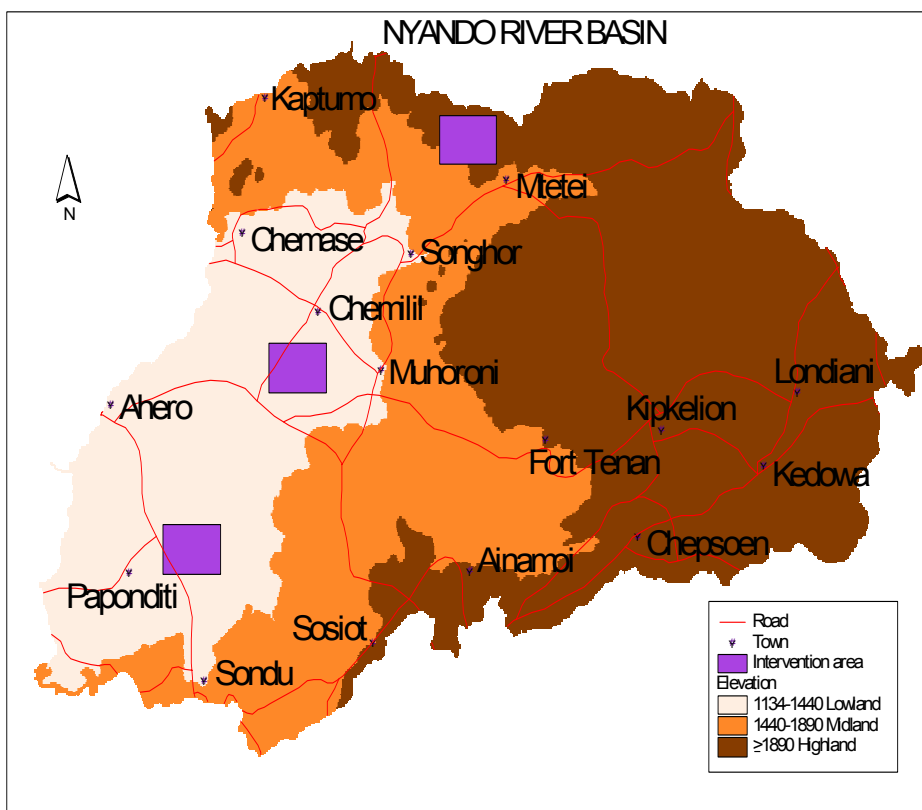 NYANDO RIVER BASIN
Kaptumo
Mtetei
N
Chemase
Songhor
Chemilil
Muhoroni
Londiani
Ahero
Kipkelion
Fort Tenan
Kedowa
Chepsoen
Ainamoi
Paponditi
Sosiot
Sondu
Road
Town
Intervention area
Elevation
1134-1440 Lowland
1440-1890 Midland
≥1890 Highland